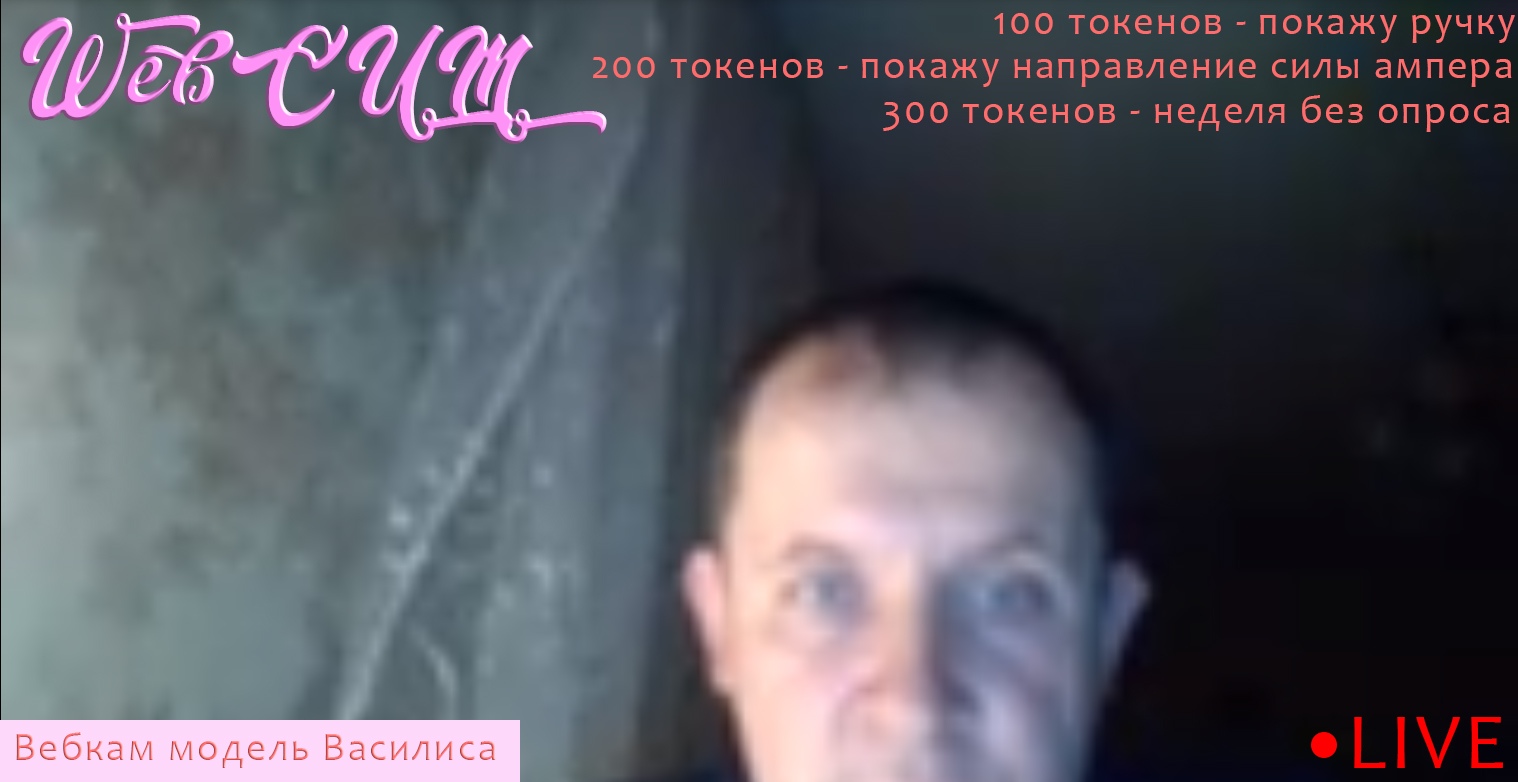 Web СИЩ
100 токенов - покажу ручку
200 токенов - покажу направление силы ампера
300 токенов - неделя без опроса
Вебкам модель Василиса
LIVE